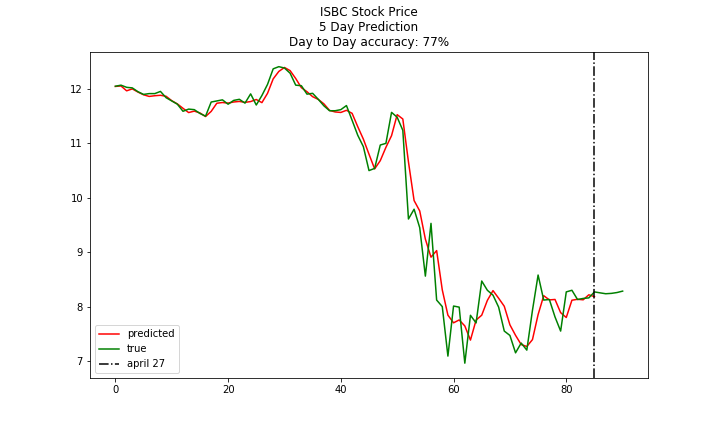 ISBC Stock Price
5 Day Prediction
Day to Day accuracy: 77%
12
11
10
9
8
7
predicted
true
april 27
0
20
40
60
80